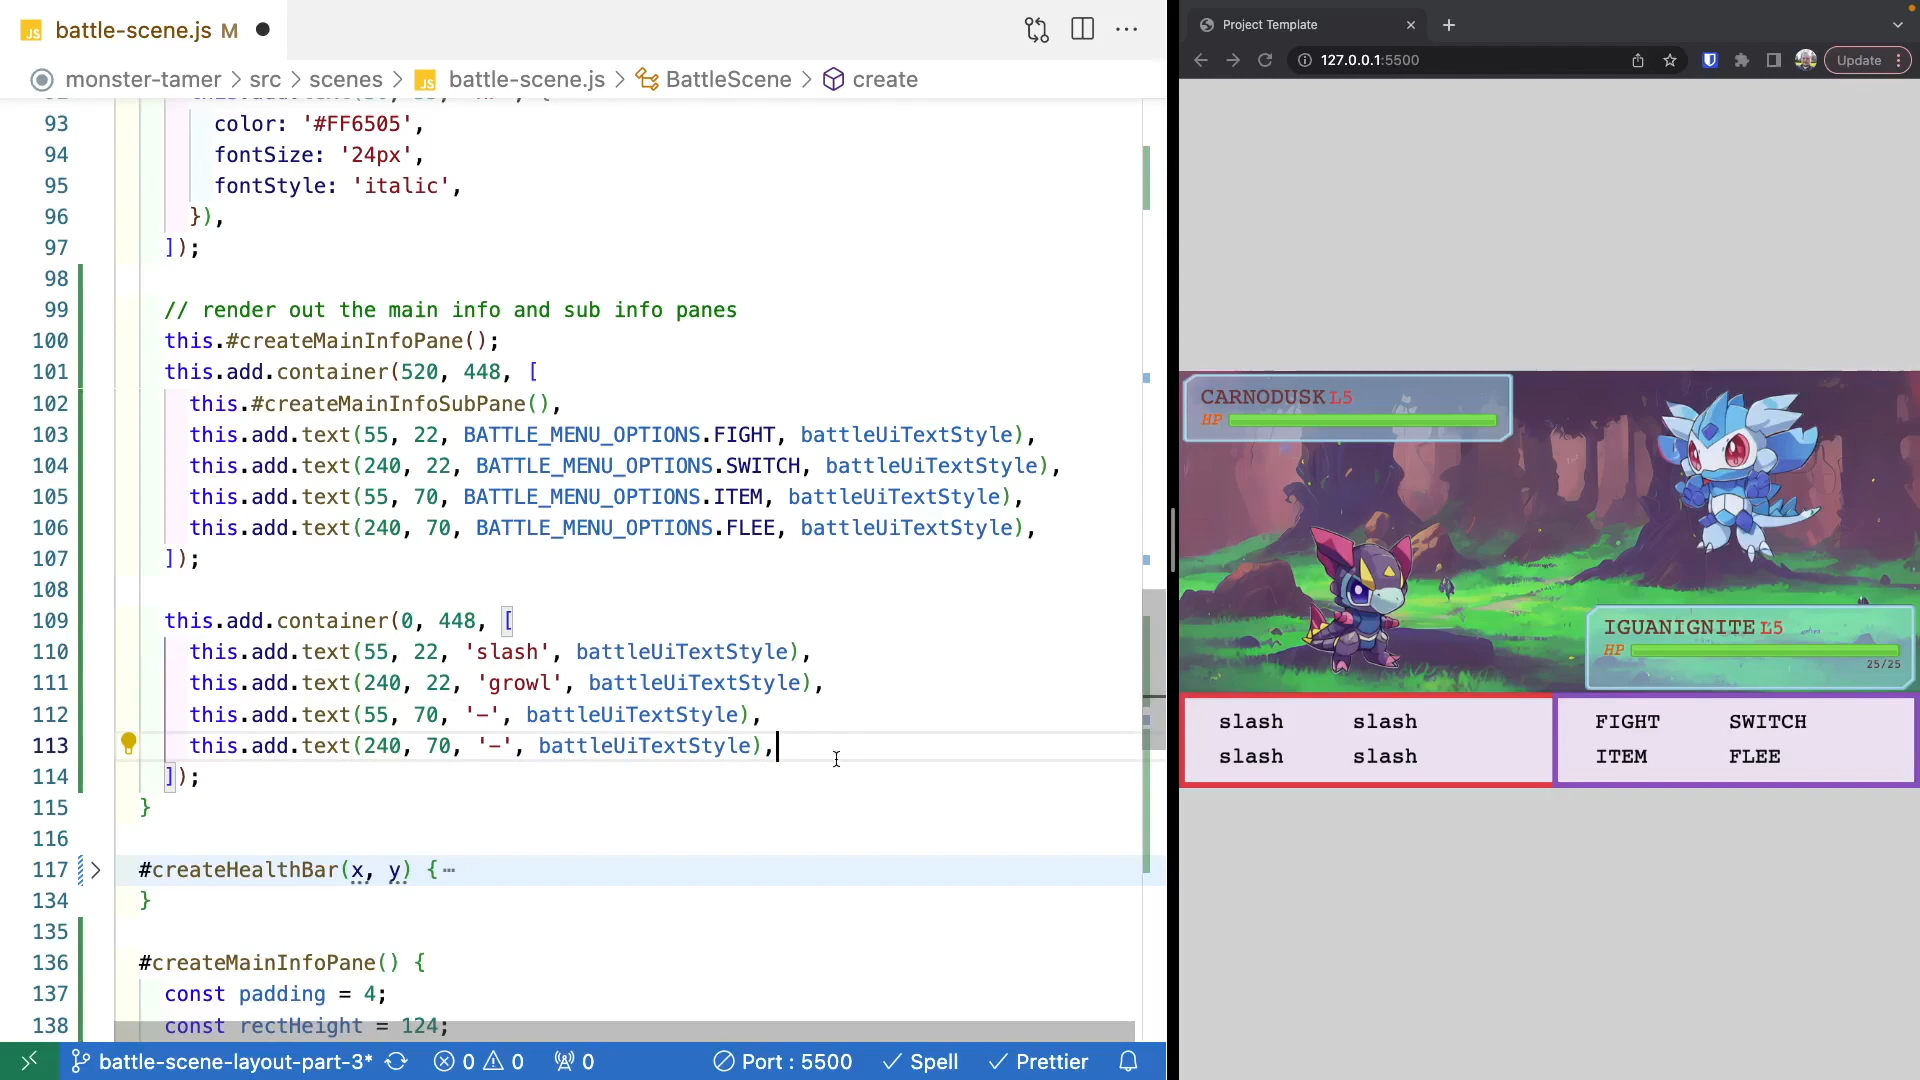 battle-scene.js M
monster-tamer > src > scenes > battle-scene.js > BattleScene > create
93 color: '#FF6505',
94 fontSize: '24px',
95 fontStyle: 'italic',
96 }),
97 ]);
98
99 // render out the main info and sub info panes
100 this.#createMainInfoPane();
101 this.add.container(520, 448, [
102 this.#createMainInfoSubPane(),
103 this.add.text(55, 22, BATTLE_MENU_OPTIONS.FIGHT, battleUiTextStyle),
104 this.add.text(240, 22, BATTLE_MENU_OPTIONS.SWITCH, battleUiTextStyle),
105 this.add.text(55, 70, BATTLE_MENU_OPTIONS.ITEM, battleUiTextStyle),
106 this.add.text(240, 70, BATTLE_MENU_OPTIONS.FLEE, battleUiTextStyle),
107 ]);
108
109 this.add.container(0, 448, [
110 this.add.text(55, 22, 'slash', battleUiTextStyle),
111 this.add.text(240, 22, 'growl', battleUiTextStyle),
112 this.add.text(55, 70, '-', battleUiTextStyle),
113 this.add.text(240, 70, '-', battleUiTextStyle),
114 ]);
115 }
116
117 #createHealthBar(x, y) {
134 }
135
136 #createMainInfoPane() {
137 const padding = 4;
138 const rectHeight = 124;
battle-scene-layout-part-3* 0 0 0 Port : 5500 Spell Prettier
Project Template
127.0.0.1:5500 Update
CARNODUSK L5
HP
IGUANIGNITE L5
HP
25/25
slash slash FIGHT SWITCH
slash slash ITEM FLEE